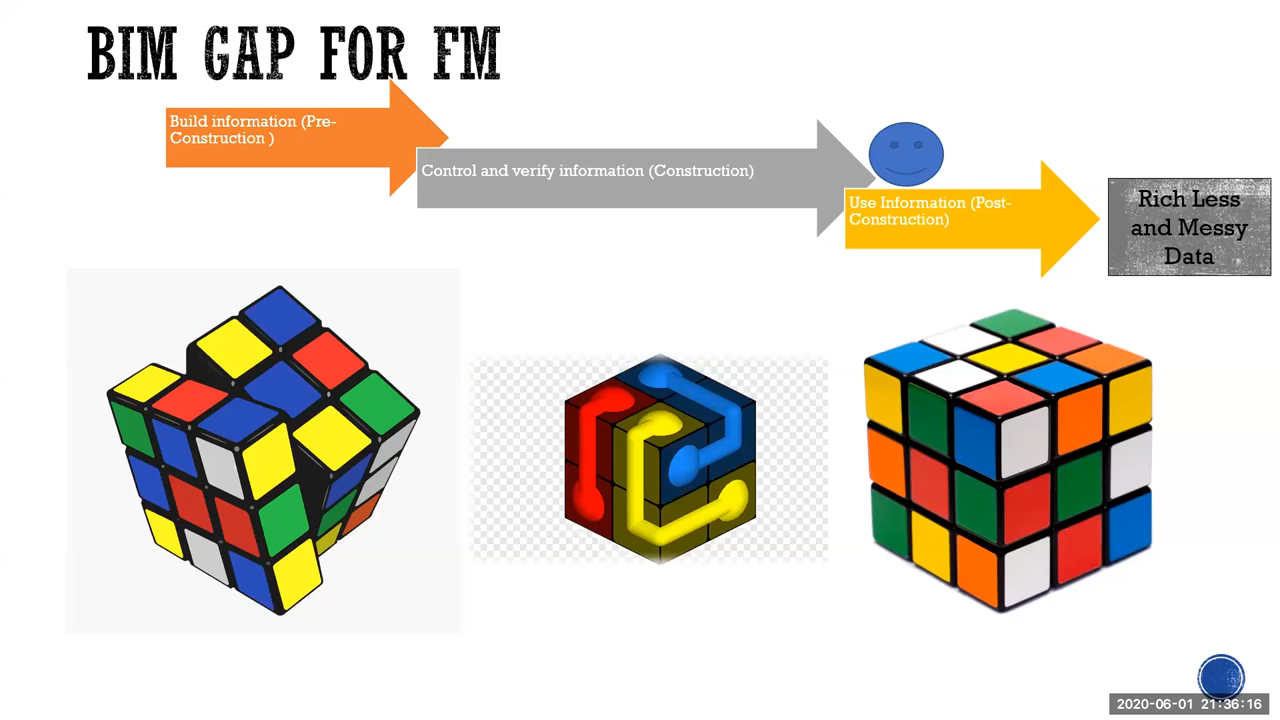 BIM GAP FOR FM
Build information (Pre-
Construction )
Control and verify information (Construction)
Use Information (Post-
Construction)
Rich Less
and Messy
Data
2020-06-01 21:36:16